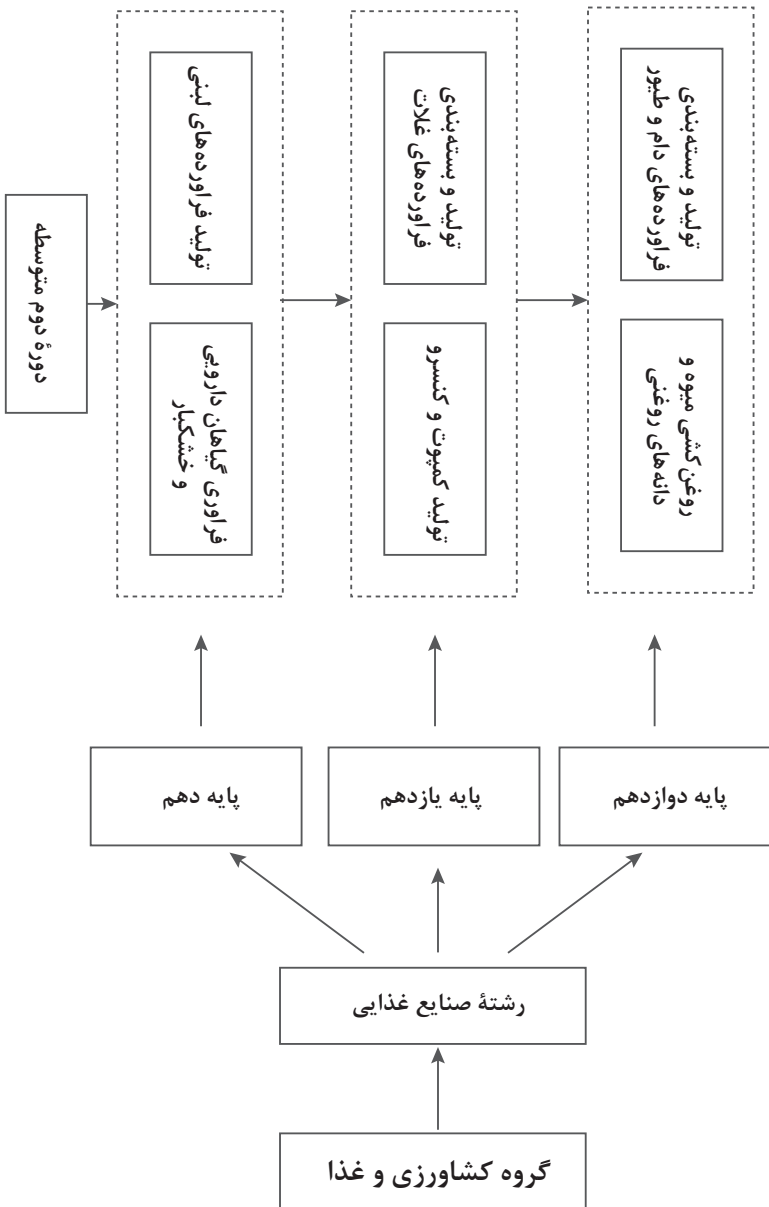 تولید فراورده‌های لبنی
فراوری گیاهان دارویی
و خشکبار
تولید و بسته‌بندی
فراورده‌های غلات
تولید کمپوت و کنسرو
تولید و بسته‌بندی
فراورده‌های دام و طیور
روغن‌کشی میوه و
دانه‌های روغنی
دورهٔ دوم متوسطه
پایه دهم
پایه یازدهم
پایه دوازدهم
رشتهٔ صنایع غذایی
گروه کشاورزی و غذا